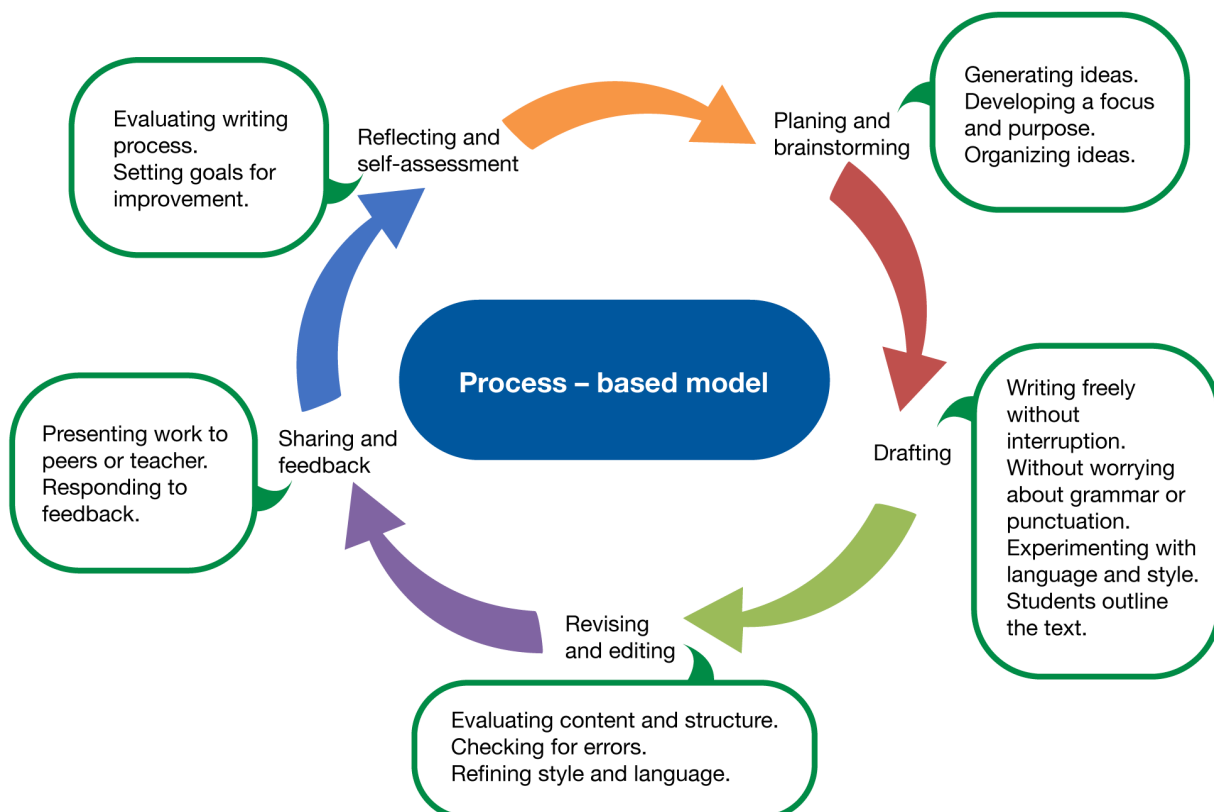 Process – based model
Planing and
brainstorming
Generating ideas.
Developing a focus
and purpose.
Organizing ideas.
Drafting
Writing freely
without
interruption.
Without worrying
about grammar or
punctuation.
Experimenting with
language and style.
Students outline
the text.
Revising
and editing
Evaluating content and structure.
Checking for errors.
Refining style and language.
Sharing and
feedback
Presenting work to
peers or teacher.
Responding to
feedback.
Reflecting and
self-assessment
Evaluating writing
process.
Setting goals for
improvement.